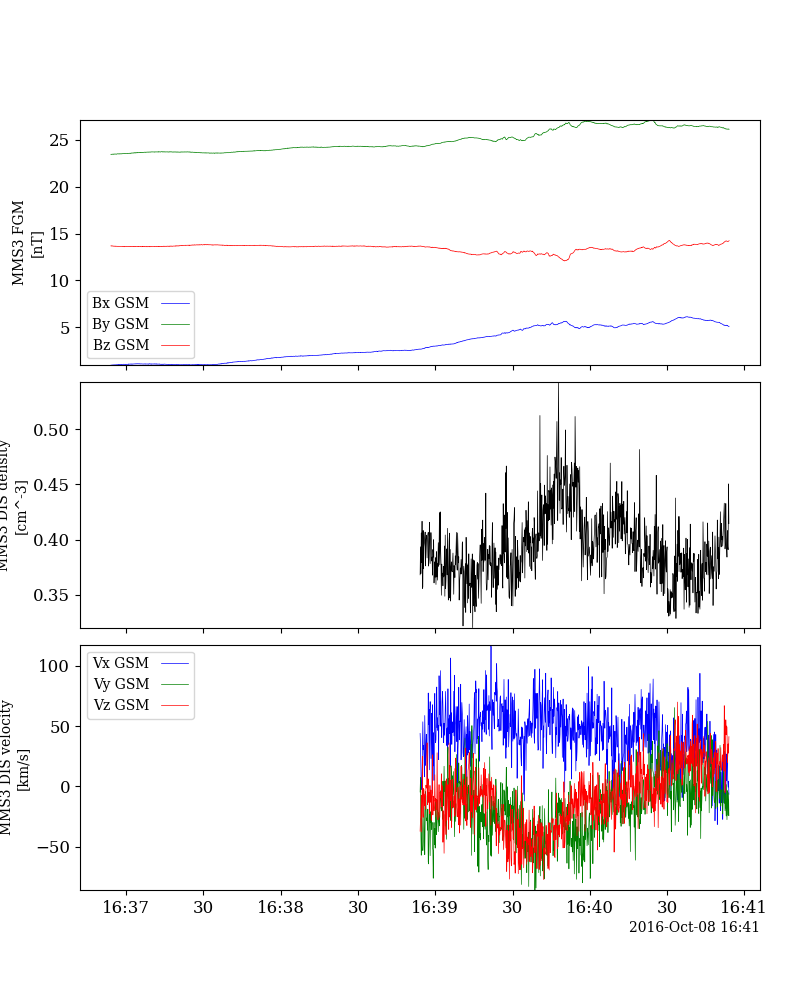 MMS3 FGM
[nT]
25
20
15
10
5
Bx GSM
By GSM
Bz GSM
MMS3 DIS density
[cm^-3]
0.50
0.45
0.40
0.35
MMS3 DIS velocity
[km/s]
100
50
0
−50
Vx GSM
Vy GSM
Vz GSM
16:37 30 16:38 30 16:39 30 16:40 30 16:41
2016-Oct-08 16:41